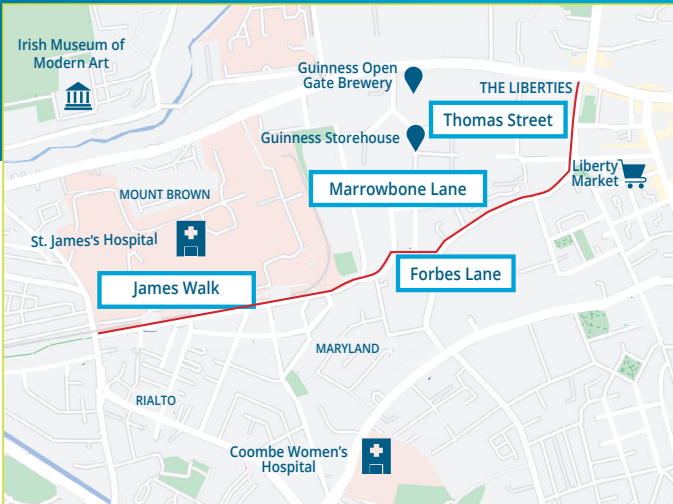 Irish Museum of
Modern Art
Guinness Open
Gate Brewery
THE LIBERTIES
Thomas Street
Guinness Storehouse
Liberty
Market
MOUNT BROWN
Marrowbone Lane
St. James's Hospital
Forbes Lane
James Walk
MARYLAND
RIALTO
Coombe Women's
Hospital